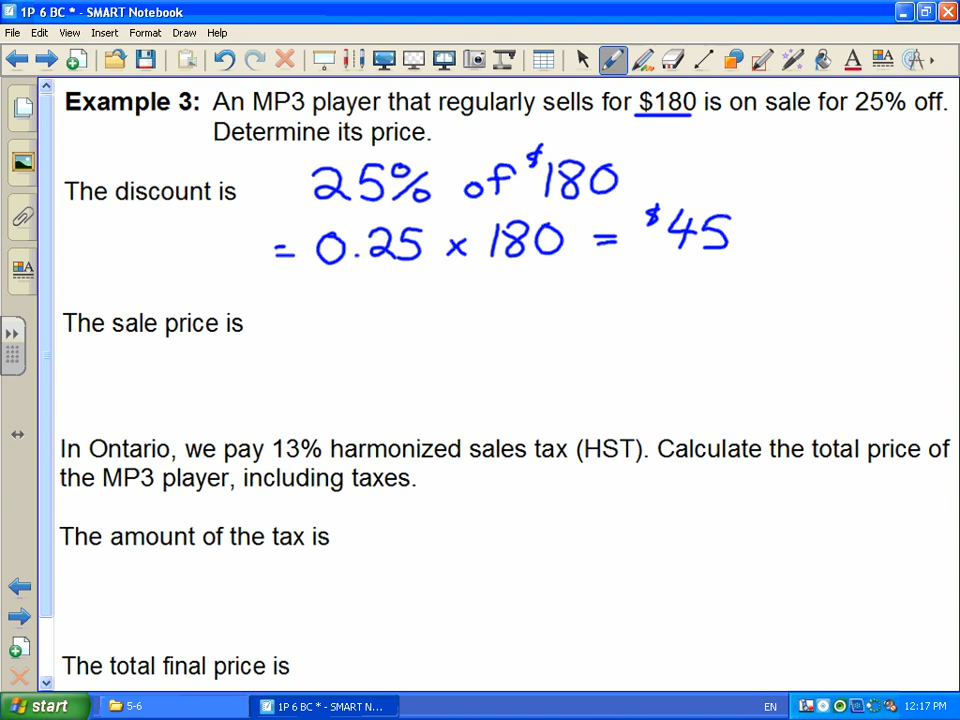 1P 6 BC * - SMART Notebook
File Edit View Insert Format Draw Help
Example 3: An MP3 player that regularly sells for $180 is on sale for 25% off.
Determine its price.
The discount is 25% of $180
= 0.25 x 180 = $45
The sale price is
In Ontario, we pay 13% harmonized sales tax (HST). Calculate the total price of
the MP3 player, including taxes.
The amount of the tax is
The total final price is
start 5-6 1P 6 BC * - SMART N... EN 12:17 PM